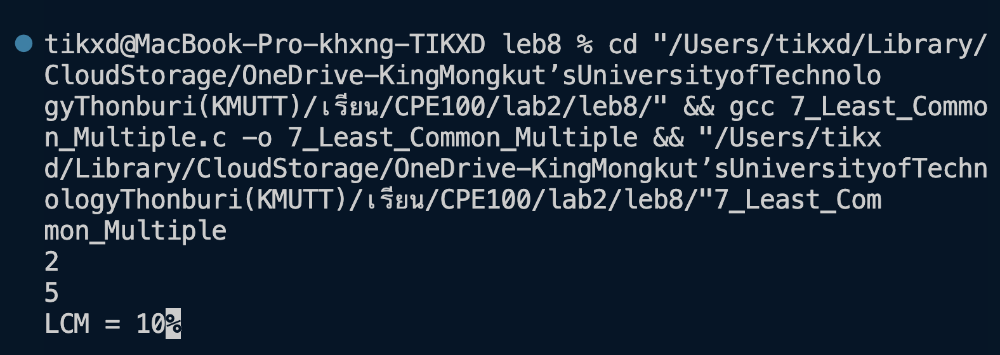 tikxd@MacBook-Pro-khxng-TIKXD leb8 % cd "/Users/tikxd/Library/
CloudStorage/OneDrive-KingMongkut’sUniversityofTechnolo
gyThonburi(KMUTT)/เรียน/CPE100/lab2/leb8/" && gcc 7_Least_Commo
n_Multiple.c -o 7_Least_Common_Multiple && "/Users/tikx
d/Library/CloudStorage/OneDrive-KingMongkut’sUniversityofTechn
ologyThonburi(KMUTT)/เรียน/CPE100/lab2/leb8/"7_Least_Com
mon_Multiple
2
5
LCM = 10%